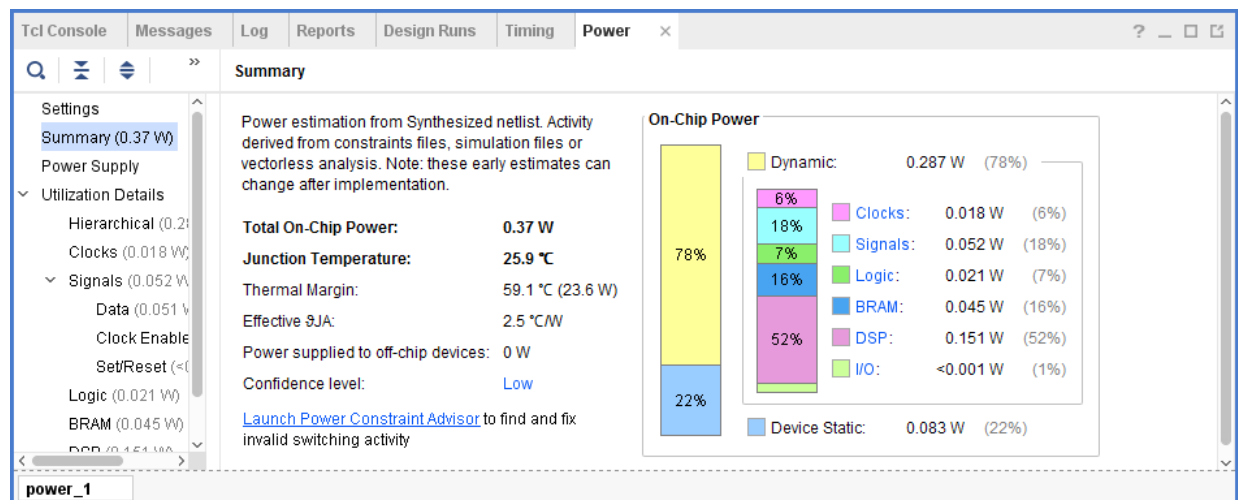 Tcl Console Messages Log Reports Design Runs Timing Power × ? _
» Summary
Settings
Summary (0.37 W)
Power Supply
Utilization Details
Hierarchical (0.2
Clocks (0.018 W)
Signals (0.052 W
Data (0.051 W
Clock Enable
Set/Reset (<0
Logic (0.021 W)
BRAM (0.045 W)
DSP (0.151 W)
Power estimation from Synthesized netlist. Activity
derived from constraints files, simulation files or
vectorless analysis. Note: these early estimates can
change after implementation.
Total On-Chip Power: 0.37 W
Junction Temperature: 25.9 °C
Thermal Margin: 59.1 °C (23.6 W)
Effective ϑJA: 2.5 °C/W
Power supplied to off-chip devices: 0 W
Confidence level: Low
Launch Power Constraint Advisor to find and fix
invalid switching activity
On-Chip Power
78%
22%
Dynamic: 0.287 W (78%)
6%
18%
7%
16%
52%
Clocks: 0.018 W (6%)
Signals: 0.052 W (18%)
Logic: 0.021 W (7%)
BRAM: 0.045 W (16%)
DSP: 0.151 W (52%)
I/O: <0.001 W (1%)
Device Static: 0.083 W (22%)
power_1